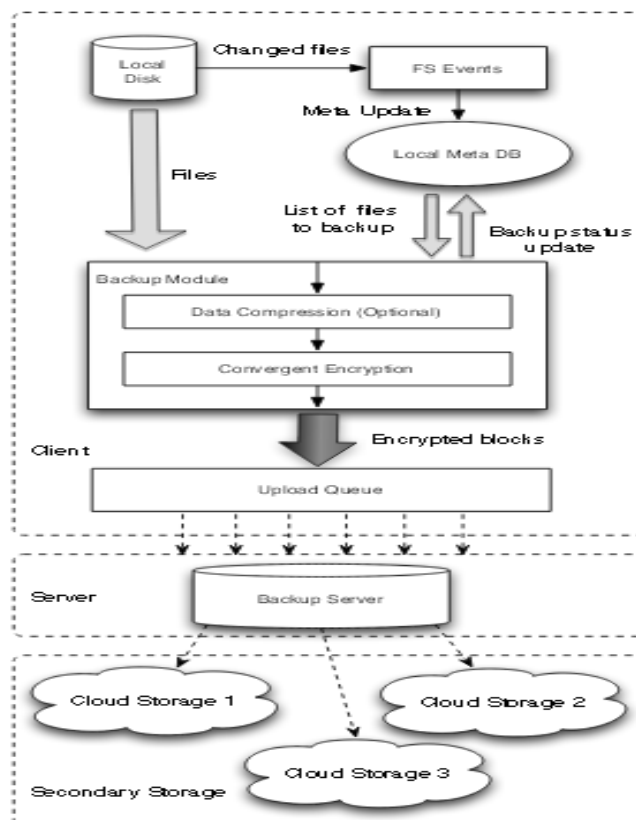 Changed files
Local
Disk
FS Events
Meta Update
Local Meta DB
Files
List of files
to backup
Backup status
update
Backup Module
Data Compression (Optional)
Convergent Encryption
Encrypted blocks
Client
Upload Queue
Server
Backup Server
Cloud Storage 1
Cloud Storage 2
Cloud Storage 3
Secondary Storage